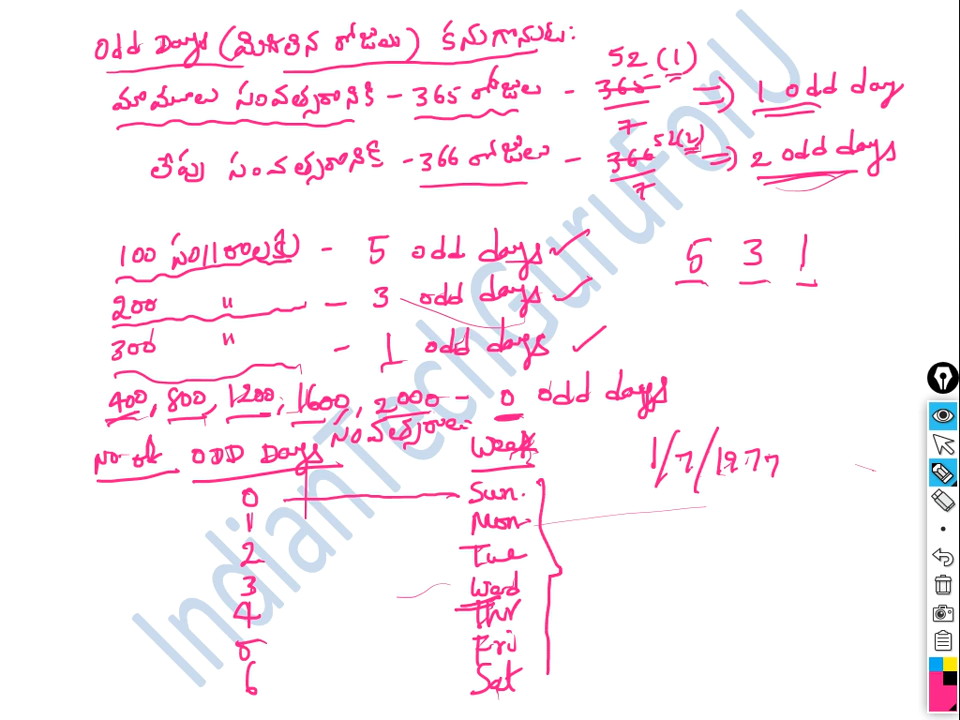 Odd Days (మిగిలిన రోజులు) కనుగొనుట:
మామూలు సంవత్సరానికి - 365 రోజులు - 365/7 52(1) => 1 odd day
లేపు సంవత్సరానికి - 366 రోజులు - 366/7 52(2) => 2 odd days
100 సం||రాలకు - 5 odd days ✓ 5 3 1
200 " - 3 odd days ✓
300 " - 1 odd days ✓
400, 800, 1200, 1600, 2000 - 0 odd days
సంవత్సరాలు
No of ODD Days Week 1/7/1977
0 Sun.
1 Mon
2 Tue
3 Wed
4 Thr
5 Fri
6 Sat
IndianTechGuruForU